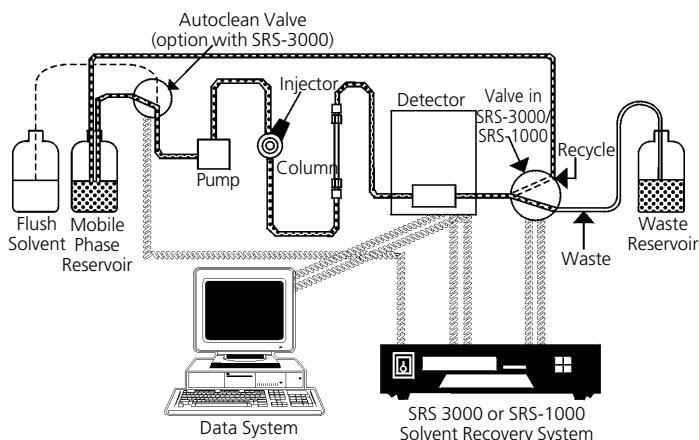 Autoclean Valve
(option with SRS-3000)
Injector
Detector
Valve in
SRS-3000/
SRS-1000
Recycle
Column
Pump
Flush
Solvent
Mobile
Phase
Reservoir
Waste
Waste
Reservoir
Data System
SRS 3000 or SRS-1000
Solvent Recovery System